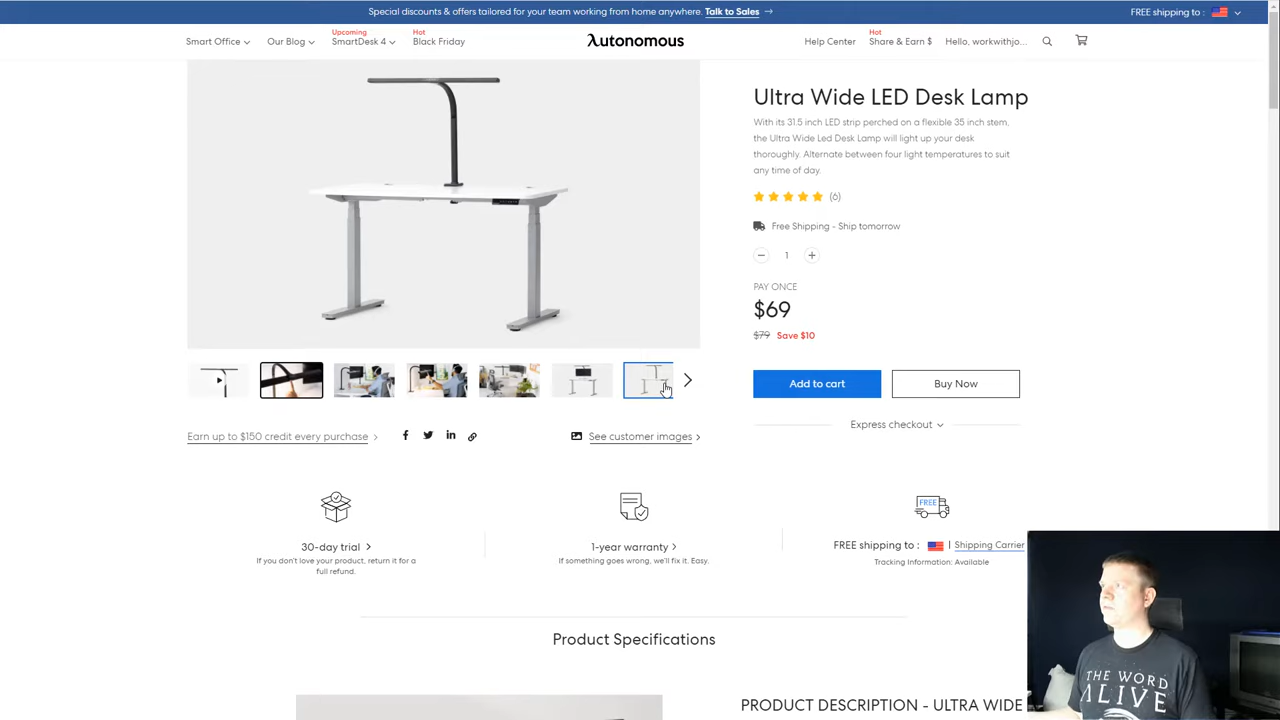 Special discounts & offers tailored for your team working from home anywhere. Talk to Sales
FREE shipping to :
Smart Office
Our Blog
Upcoming
SmartDesk 4
Hot
Black Friday
Autonomous
Help Center
Hot
Share & Earn $
Hello, workwithjo...
Ultra Wide LED Desk Lamp
With its 31.5 inch LED strip perched on a flexible 35 inch stem,
the Ultra Wide Led Desk Lamp will light up your desk
thoroughly. Alternate between four light temperatures to suit
any time of day.
(6)
Free Shipping - Ship tomorrow
1
PAY ONCE
$69
$79 Save $10
Add to cart
Buy Now
Express checkout
Earn up to $150 credit every purchase
See customer images
30-day trial
If you don't love your product, return it for a
full refund.
1-year warranty
If something goes wrong, we'll fix it. Easy.
FREE
FREE shipping to : | Shipping Carrier
Tracking Information: Available
Product Specifications
PRODUCT DESCRIPTION - ULTRA WIDE
THE WORD
ALIVE